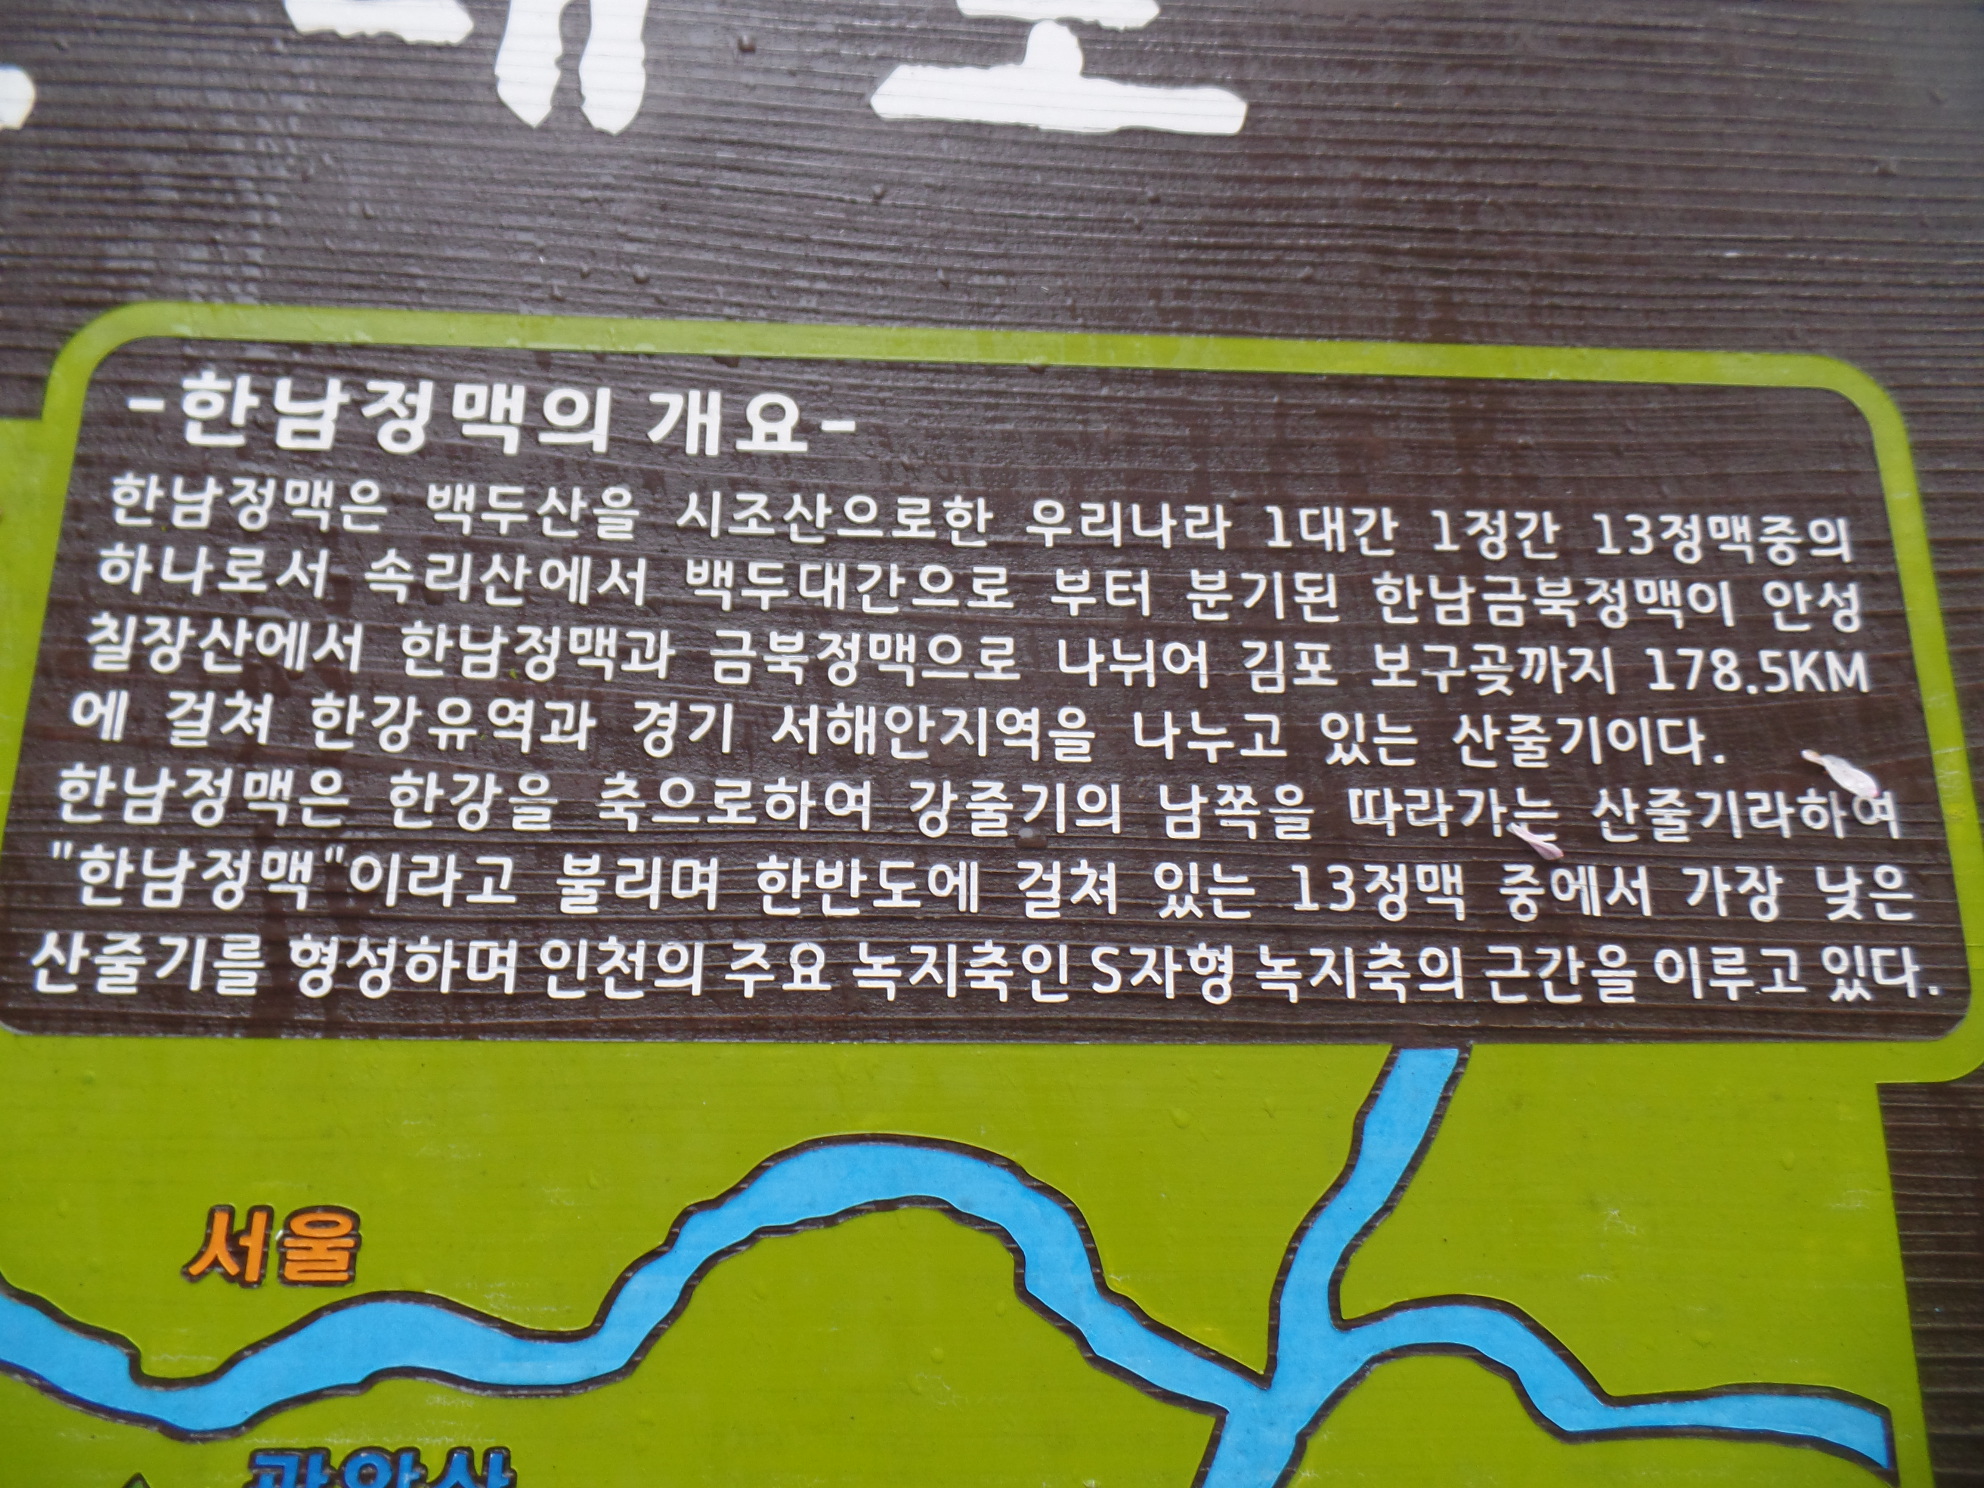 -한남정맥의 개요-
한남정맥은 백두산을 시조산으로한 우리나라 1대간 1정간 13정맥중의
하나로서 속리산에서 백두대간으로 부터 분기된 한남금북정맥이 안성
칠장산에서 한남정맥과 금북정맥으로 나뉘어 김포 보구곶까지 178.5KM
에 걸쳐 한강유역과 경기 서해안지역을 나누고 있는 산줄기이다.
한남정맥은 한강을 축으로하여 강줄기의 남쪽을 따라가는 산줄기라하여
"한남정맥"이라고 불리며 한반도에 걸쳐 있는 13정맥 중에서 가장 낮은
산줄기를 형성하며 인천의 주요 녹지축인 S자형 녹지축의 근간을 이루고 있다.
서울